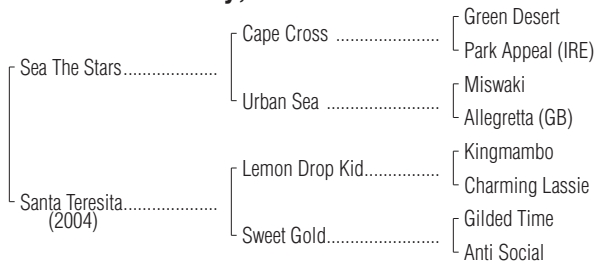 Green Desert
Cape Cross ..................
Park Appeal (IRE)
Sea The Stars...................
Miswaki
Urban Sea ....................
Allegretta (GB)
Kingmambo
Lemon Drop Kid...............
Charming Lassie
Santa Teresita...................
(2004)
Gilded Time
Sweet Gold.....................
Anti Social